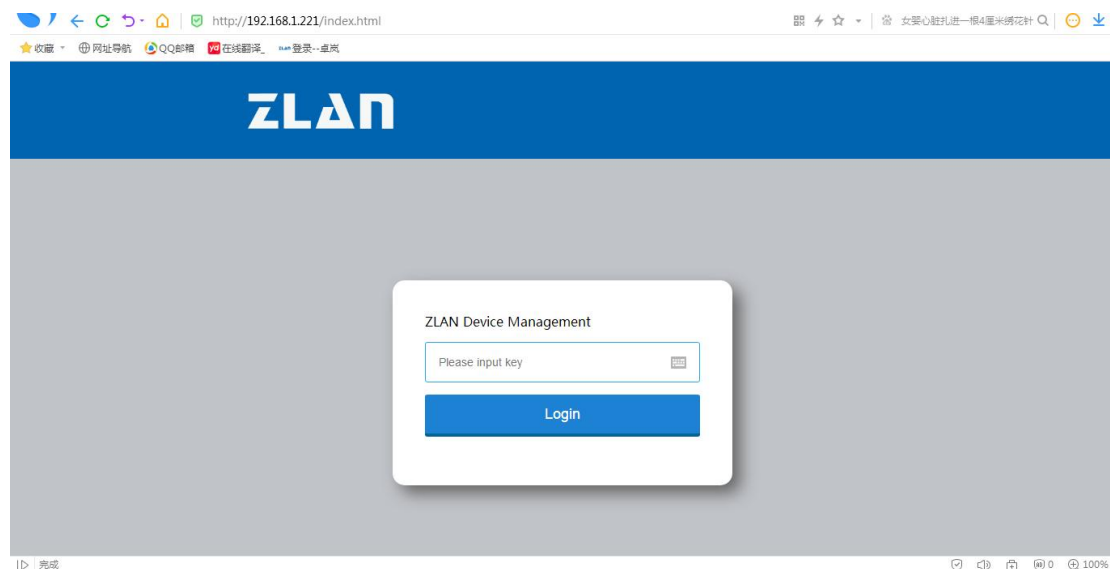 http://192.168.1.221/index.html
女婴心脏扎进一根4厘米绣花针
收藏 网址导航 QQ邮箱 在线翻译_ 登录--卓岚
ZLAN
ZLAN Device Management
Please input key
Login
完成
0 100%